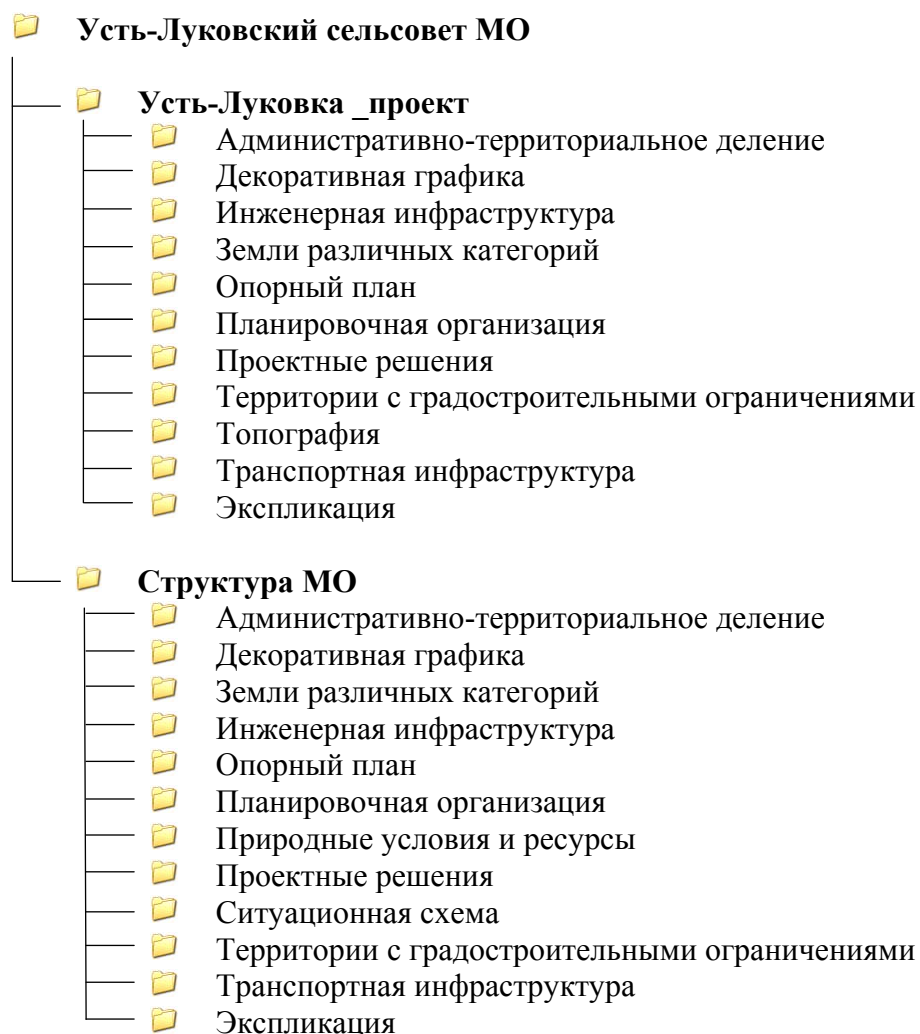 Усть-Луковский сельсовет МО
Усть-Луковка _проект
Административно-территориальное деление
Декоративная графика
Инженерная инфраструктура
Земли различных категорий
Опорный план
Планировочная организация
Проектные решения
Территории с градостроительными ограничениями
Топография
Транспортная инфраструктура
Экспликация
Структура МО
Административно-территориальное деление
Декоративная графика
Земли различных категорий
Инженерная инфраструктура
Опорный план
Планировочная организация
Природные условия и ресурсы
Проектные решения
Ситуационная схема
Территории с градостроительными ограничениями
Транспортная инфраструктура
Экспликация